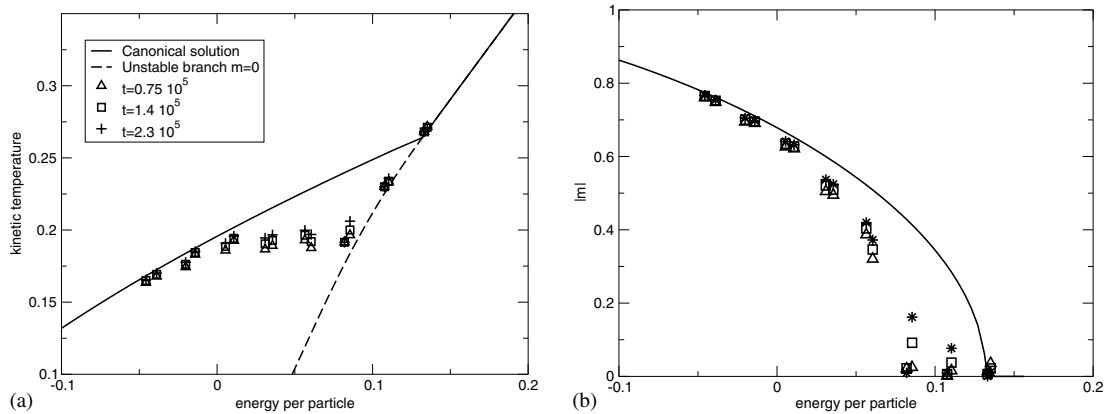 0.3
0.25
0.2
0.15
0.1
kinetic temperature
Canonical solution
Unstable branch m=0
t=0.75 10^5
t=1.4 10^5
t=2.3 10^5
-0.1
0
0.1
0.2
energy per particle
(a)
1
0.8
0.6
0.4
0.2
0
|m|
-0.1
0
0.1
0.2
energy per particle
(b)